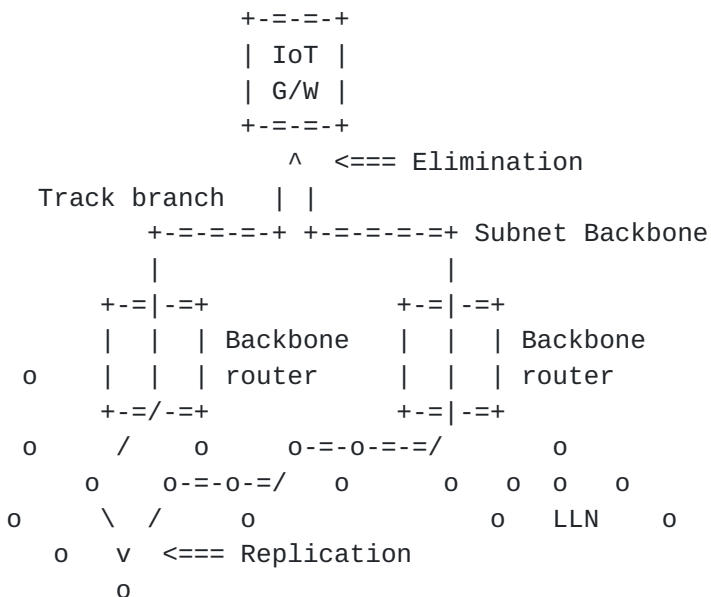 +-=-=-+
                | IoT |
                | G/W |
                +-=-=-+
                   ^  <=== Elimination
   Track branch   | |
          +-=-=-=-+ +-=-=-=-=+ Subnet Backbone
          |                  |
       +-=|-=+            +-=|-=+
       |  |  | Backbone   |  |  | Backbone
  o    |  |  | router     |  |  | router
       +-=/-=+            +-=|-=+
  o     /    o     o-=-o-=-=/       o
      o    o-=-o-=/   o      o   o  o   o
 o     \  /     o               o   LLN    o
    o   v  <=== Replication
        o